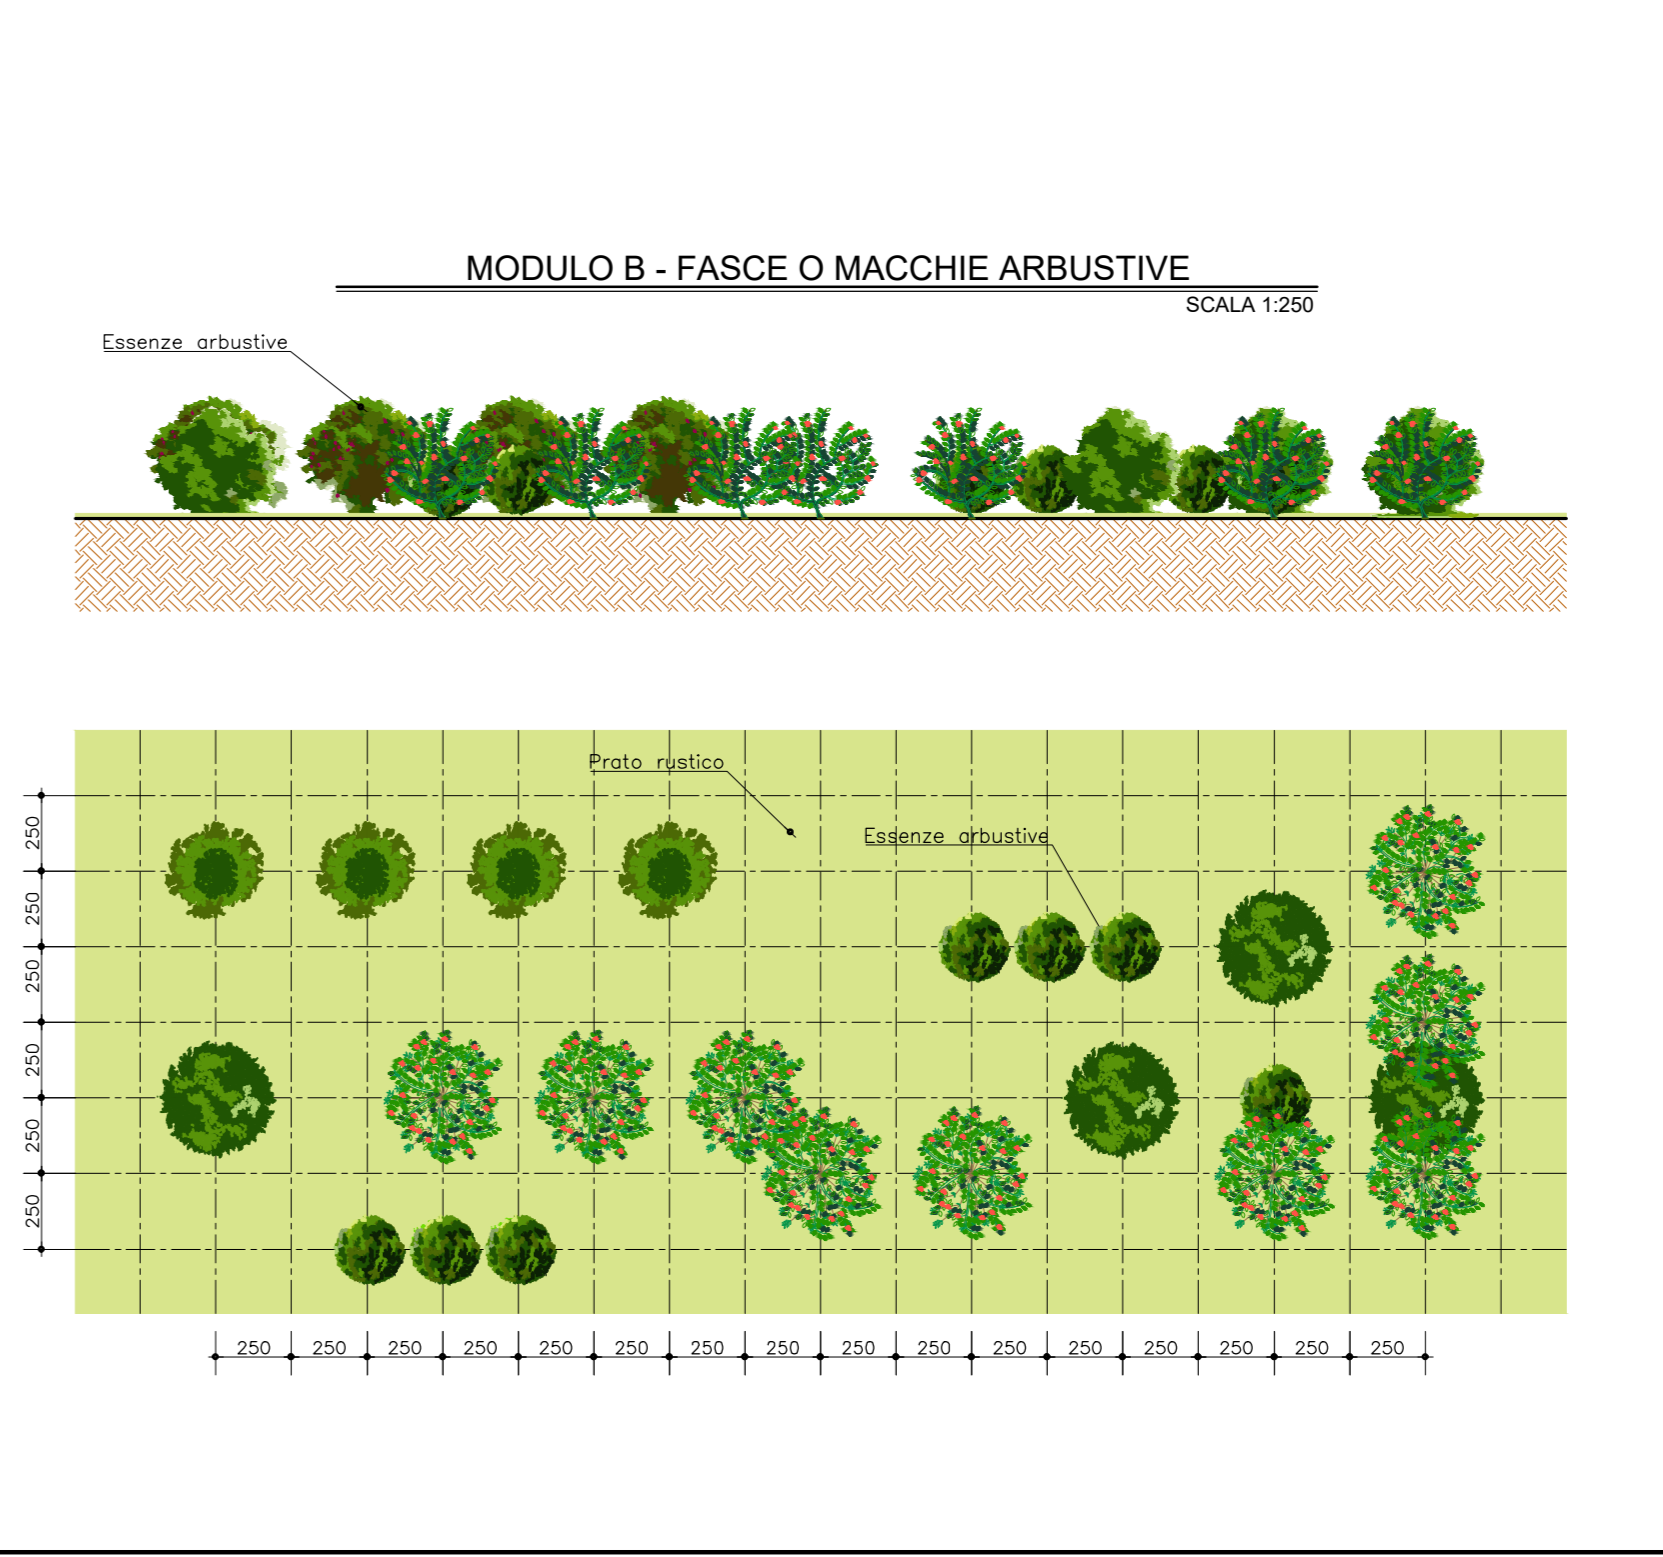 MODULO B - FASCE O MACCHIE ARBUSTIVE
SCALA 1:250
Essenze arbustive
Prato rustico
Essenze arbustive
250
250
250
250
250
250
250 250 250 250 250 250 250 250 250 250 250 250 250 250 250 250